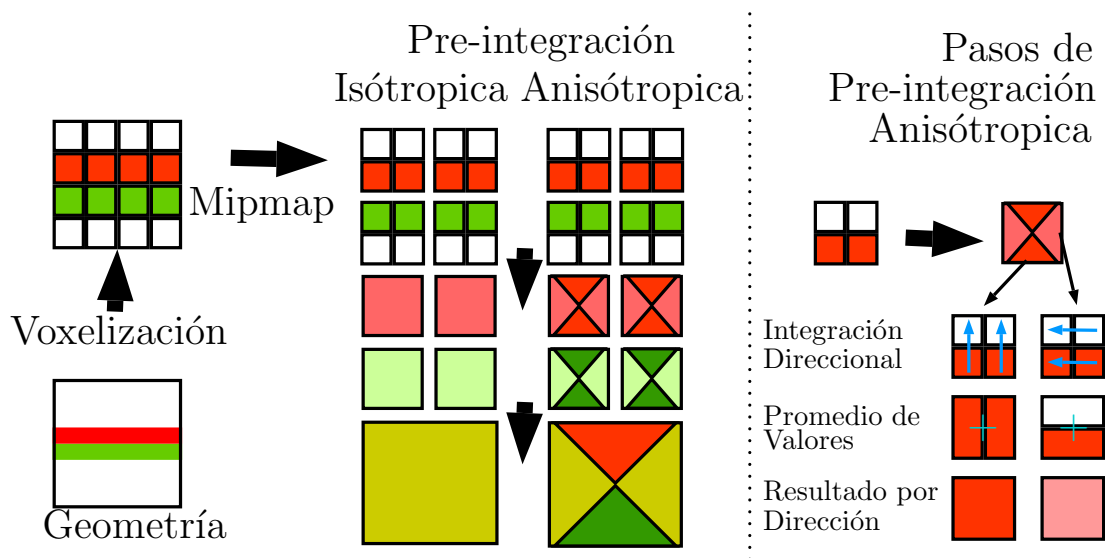 Pre-integración
Isótropica Anisótropica
Mipmap
Voxelización
Geometría
Pasos de
Pre-integración
Anisótropica
Integración
Direccional
Promedio de
Valores
Resultado por
Dirección